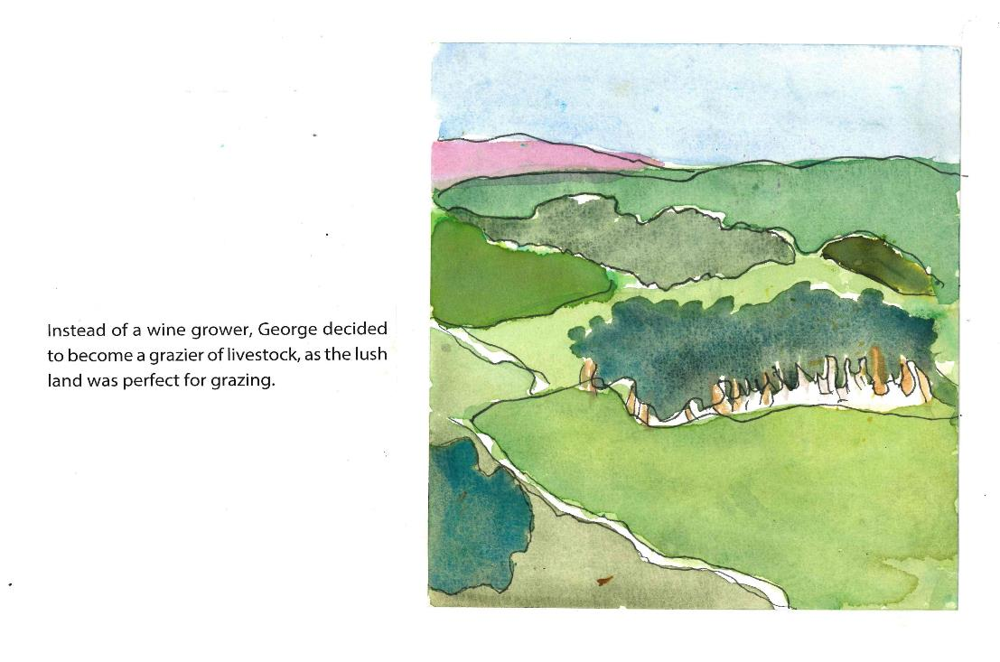 Instead of a wine grower, George decided
to become a grazier of livestock, as the lush
land was perfect for grazing.